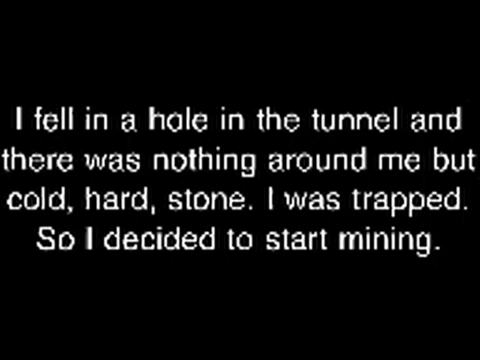 I fell in a hole in the tunnel and
there was nothing around me but
cold, hard, stone. I was trapped.
So I decided to start mining.